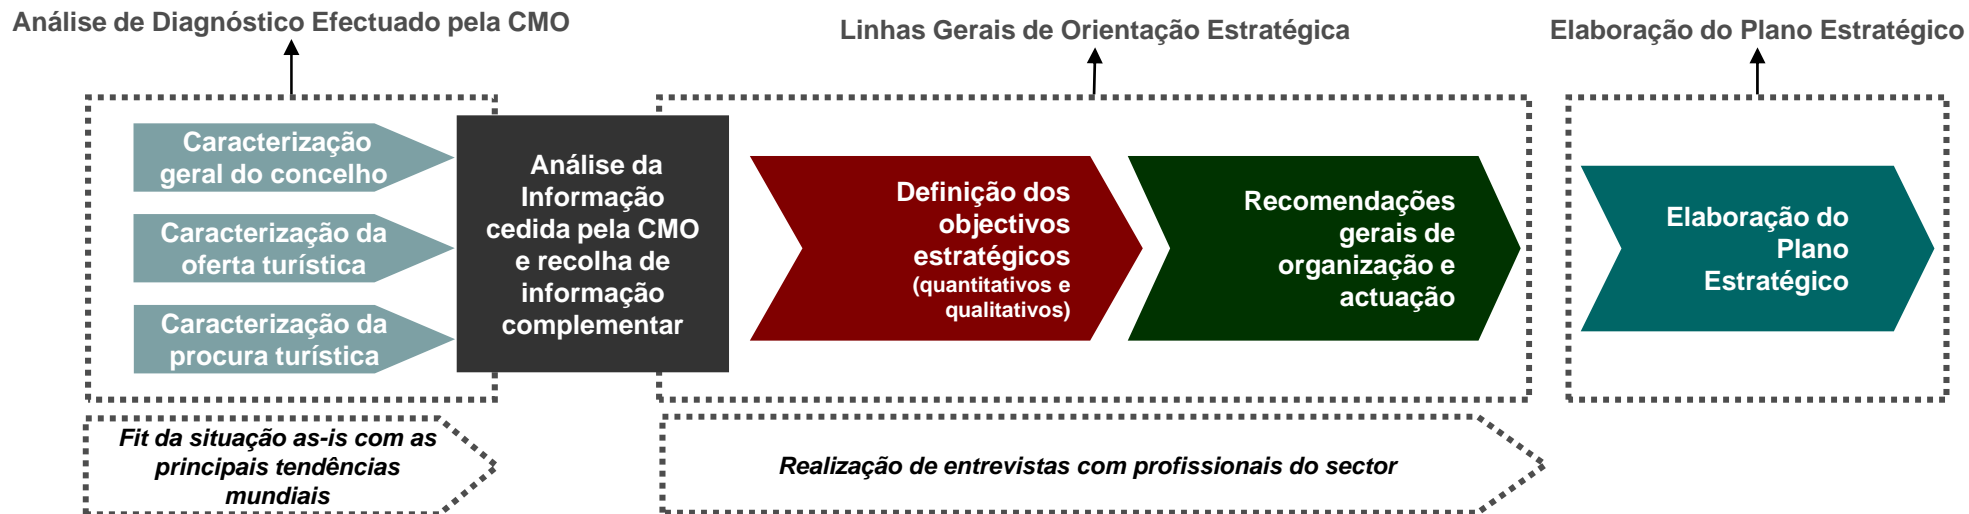 Análise de Diagnóstico Efectuado pela CMO
Linhas Gerais de Orientação Estratégica
Elaboração do Plano Estratégico
Caracterização
geral do concelho
Caracterização da
oferta turística
Caracterização da
procura turística
Análise da
Informação
cedida pela CMO
e recolha de
informação
complementar
Definição dos
objectivos
estratégicos
(quantitativos e
qualitativos)
Recomendações
gerais de
organização e
actuação
Elaboração do
Plano
Estratégico
Fit da situação as-is com as
principais tendências
mundiais
Realização de entrevistas com profissionais do sector